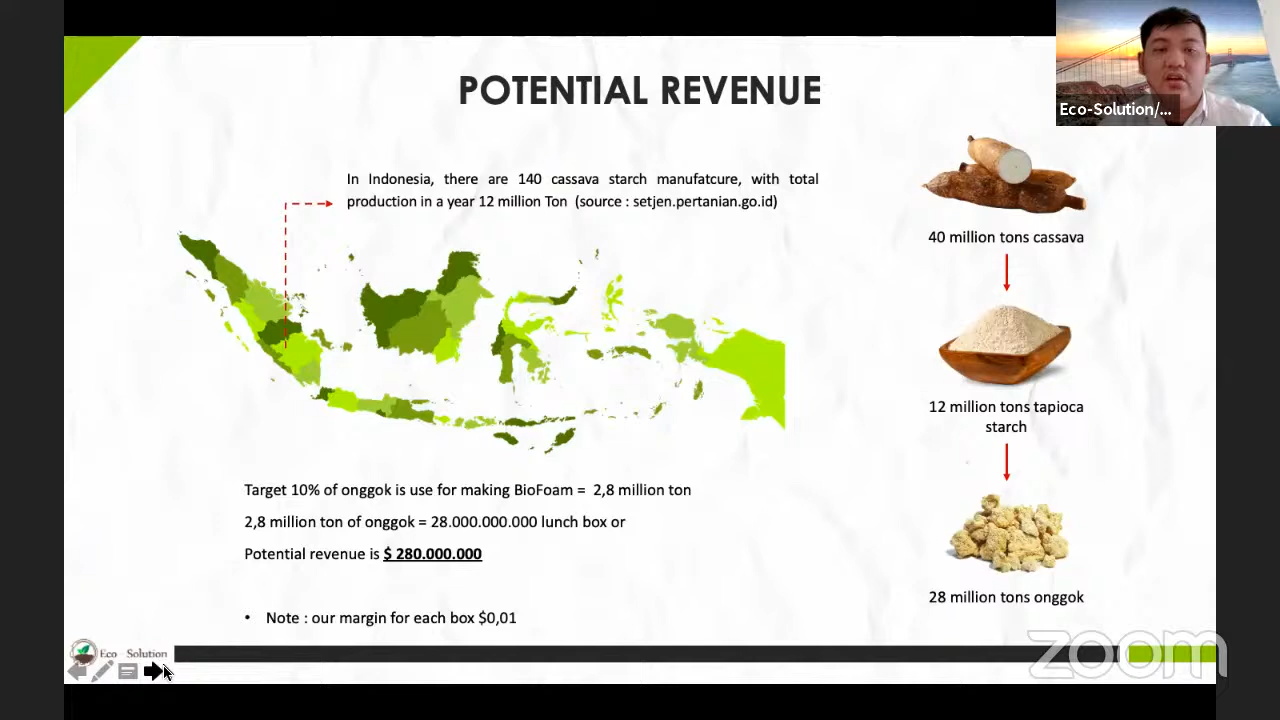 POTENTIAL REVENUE
Eco-Solution/...
In Indonesia, there are 140 cassava starch manufatcure, with total
production in a year 12 million Ton (source : setjen.pertanian.go.id)
40 million tons cassava
12 million tons tapioca
starch
28 million tons onggok
Target 10% of onggok is use for making BioFoam = 2,8 million ton
2,8 million ton of onggok = 28.000.000.000 lunch box or
Potential revenue is $ 280.000.000
• Note : our margin for each box $0,01
Eco Solution
zoom